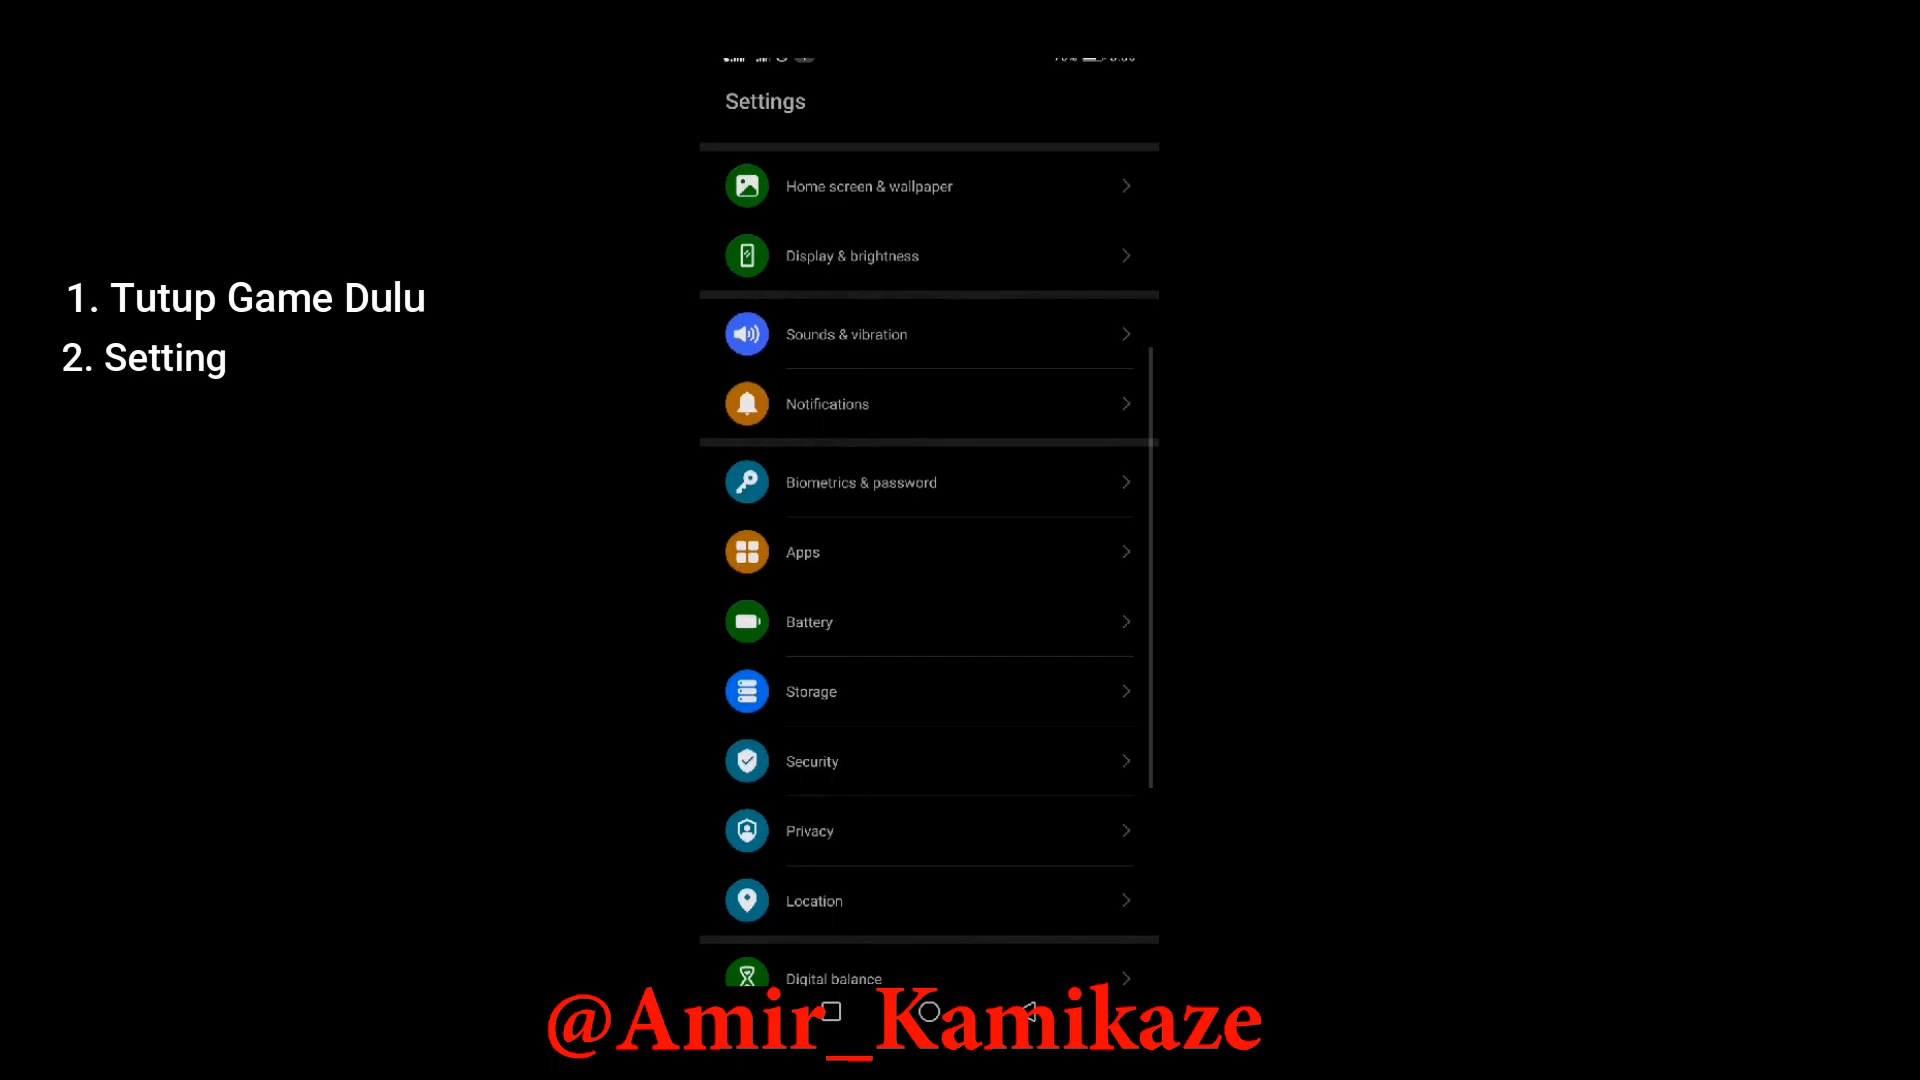 Settings
Home screen & wallpaper
Display & brightness
1. Tutup Game Dulu
2. Setting
Sounds & vibration
Notifications
Biometrics & password
Apps
Battery
Storage
Security
Privacy
Location
Digital balance
@Amir_Kamikaze